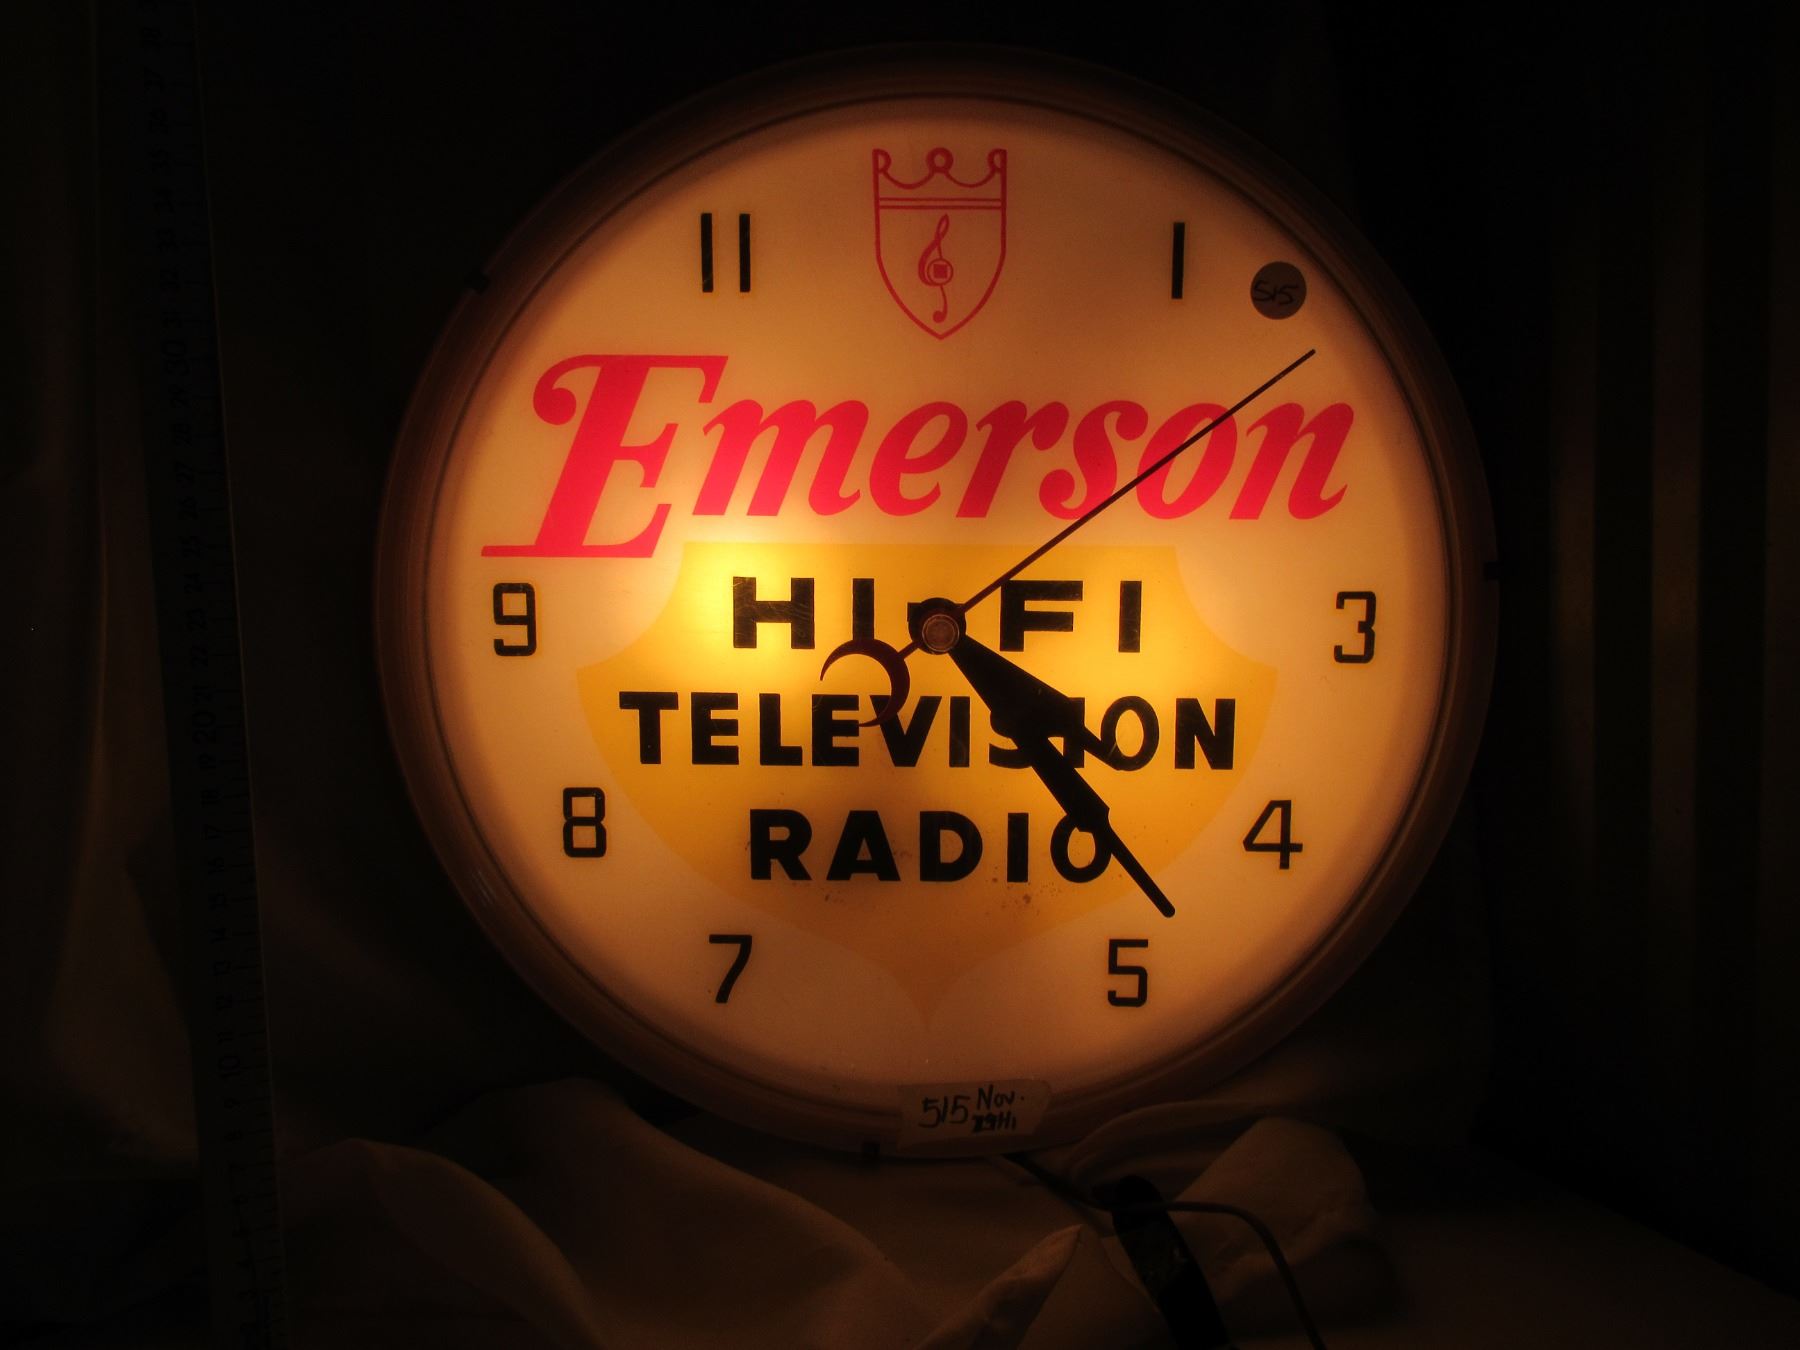 11
1
515
Emerson
HI-FI
9
3
TELEVISION
8
RADIO
4
7
5
515 Nov.